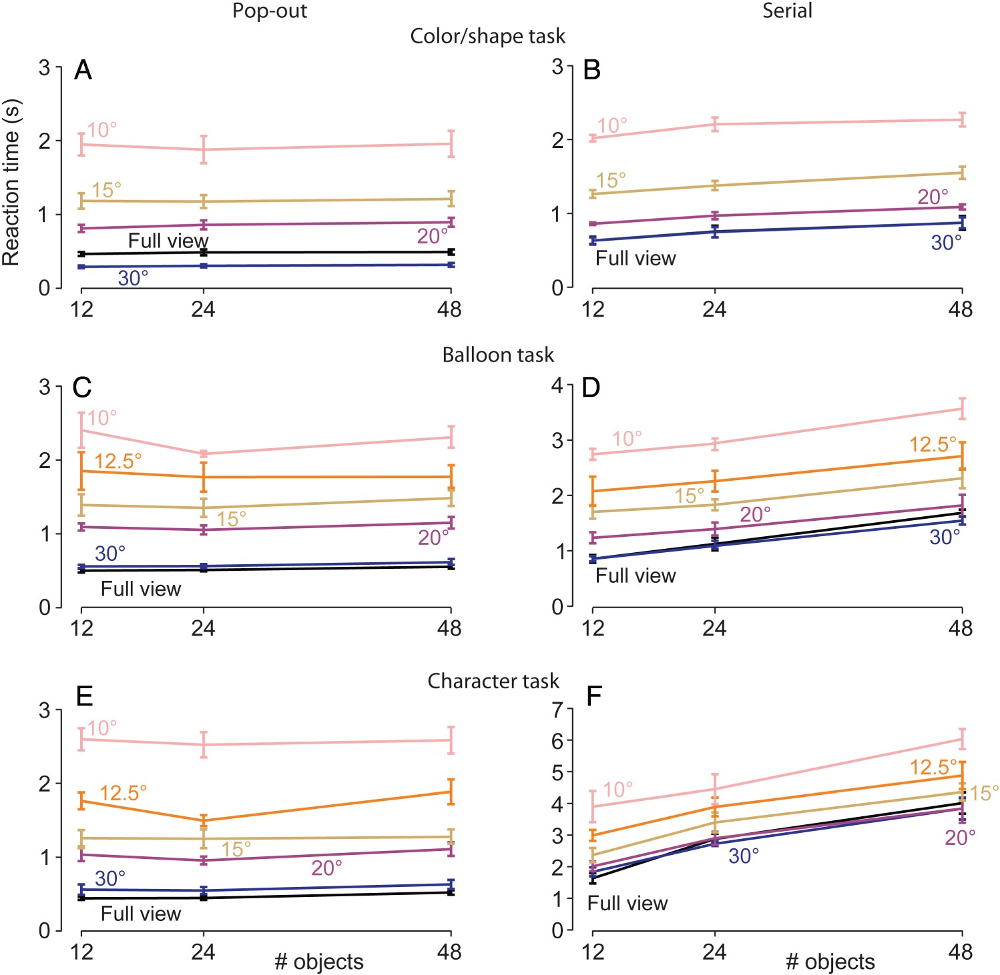 Pop-out
Serial
Color/shape task
A
3
2
1
0
Reaction time (s)
10°
15°
20°
Full view
30°
12 24 48
B
3
2
1
0
10°
15°
20°
30°
Full view
12 24 48
Balloon task
C
3
2
1
0
10°
12.5°
15°
20°
30°
Full view
12 24 48
D
4
3
2
1
0
10°
12.5°
15°
20°
30°
Full view
12 24 48
Character task
E
3
2
1
0
10°
12.5°
15°
20°
30°
Full view
12 24 48
# objects
F
7
6
5
4
3
2
1
0
10°
12.5°
15°
20°
30°
Full view
12 24 48
# objects